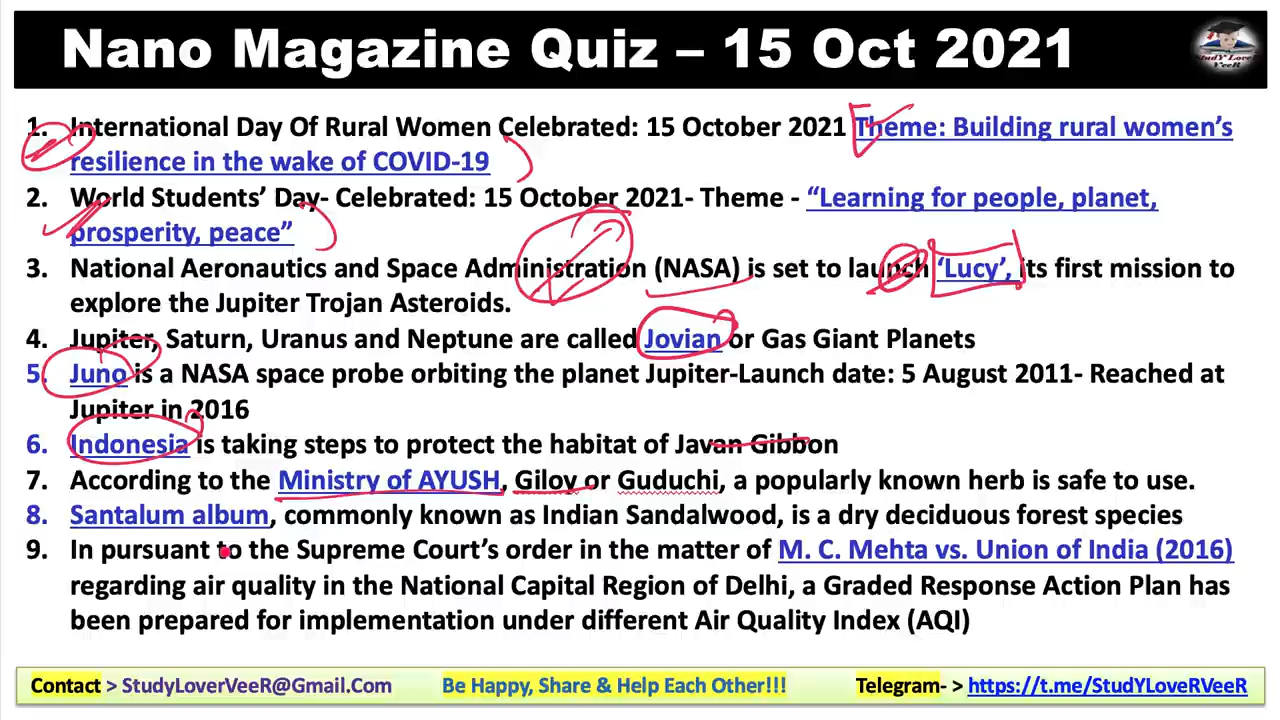 Nano Magazine Quiz – 15 Oct 2021
StudY LoveR
VeeR
1. International Day Of Rural Women Celebrated: 15 October 2021 Theme: Building rural women’s
resilience in the wake of COVID-19
2. World Students’ Day- Celebrated: 15 October 2021- Theme - “Learning for people, planet,
prosperity, peace”
3. National Aeronautics and Space Administration (NASA) is set to launch ‘Lucy’, its first mission to
explore the Jupiter Trojan Asteroids.
4. Jupiter, Saturn, Uranus and Neptune are called Jovian or Gas Giant Planets
5. Juno is a NASA space probe orbiting the planet Jupiter-Launch date: 5 August 2011- Reached at
Jupiter in 2016
6. Indonesia is taking steps to protect the habitat of Javan Gibbon
7. According to the Ministry of AYUSH, Giloy or Guduchi, a popularly known herb is safe to use.
8. Santalum album, commonly known as Indian Sandalwood, is a dry deciduous forest species
9. In pursuant to the Supreme Court’s order in the matter of M. C. Mehta vs. Union of India (2016)
regarding air quality in the National Capital Region of Delhi, a Graded Response Action Plan has
been prepared for implementation under different Air Quality Index (AQI)
Contact > StudyLoverVeeR@Gmail.Com Be Happy, Share & Help Each Other!!! Telegram- > https://t.me/StudYLoveRVeeR